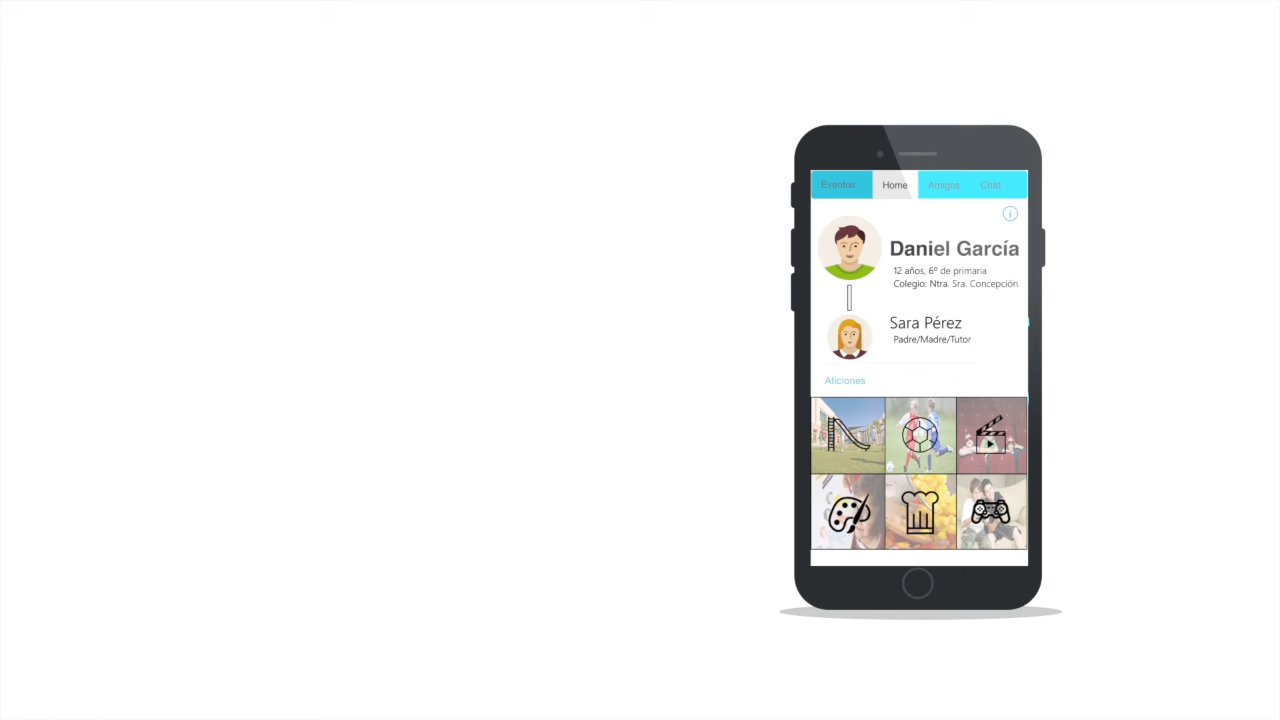 Eventos Home Amigos Chat
Daniel García
12 años, 6º de primaria
Colegio: Ntra. Sra. Concepción
Sara Pérez
Padre/Madre/Tutor
Aficiones